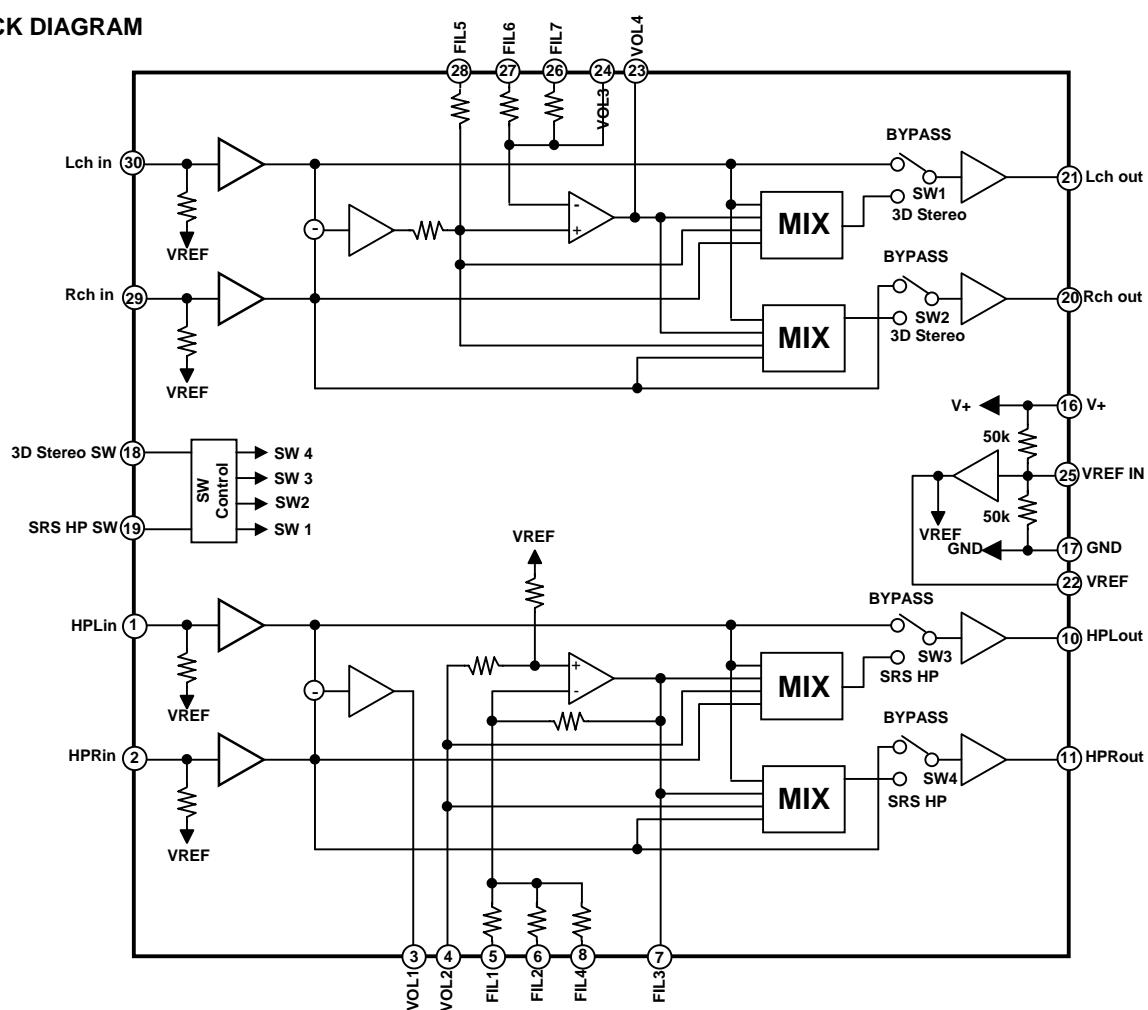 CK DIAGRAM
FIL5
FIL6
FIL7
VOL4
28
27
26
24
23
VOL3
Lch in
30
VREF
-
-
+
MIX
BYPASS
SW1
3D Stereo
21
Lch out
Rch in
29
VREF
MIX
BYPASS
SW2
3D Stereo
20
Rch out
3D Stereo SW
18
SRS HP SW
19
SW
Control
SW 4
SW 3
SW2
SW 1
V+
16
V+
50k
25
VREF IN
50k
VREF
GND
17
GND
22
VREF
VREF
HPLin
1
VREF
-
+
-
MIX
BYPASS
SW3
SRS HP
10
HPLout
HPRin
2
VREF
MIX
BYPASS
SW4
SRS HP
11
HPRout
3
4
5
6
8
7
VOL1
VOL2
FIL1
FIL2
FIL4
FIL3